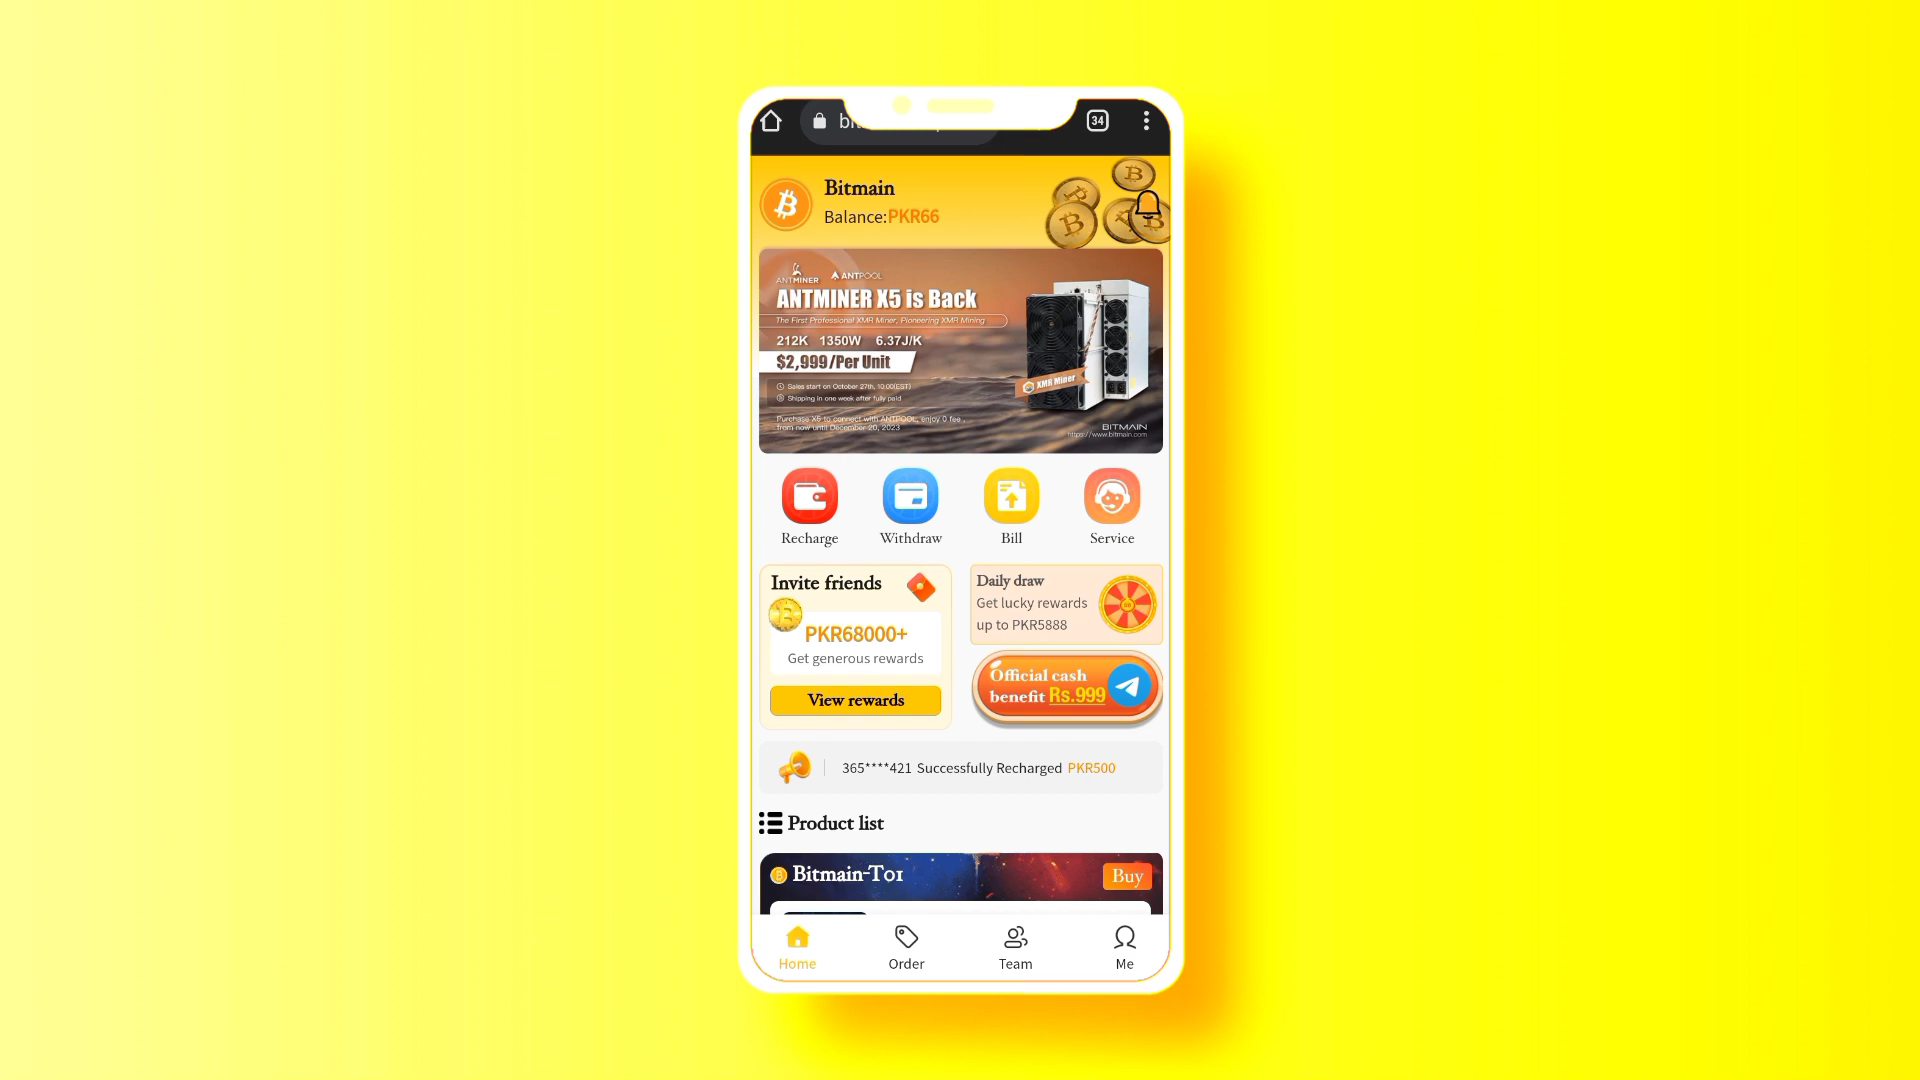 34
Bitmain
Balance:PKR66
ANTMINER ANTPOOL
ANTMINER X5 is Back
The First Professional XMR Miner, Pioneering XMR Mining
212K 1350W 6.37J/K
$2,999/Per Unit
XMR Miner
Sales start on October 27th, 10:00(EST)
Shipping in one week after fully paid
Purchase X5 to connect with ANTPOOL, enjoy 0 fee ,
from now until December 20, 2023
BITMAIN
https://www.bitmain.com
Recharge Withdraw Bill Service
Invite friends
PKR68000+
Get generous rewards
View rewards
Daily draw
Get lucky rewards
up to PKR5888
Official cash
benefit Rs.999
365****421 Successfully Recharged PKR500
Product list
Bitmain-T01
Buy
Home Order Team Me